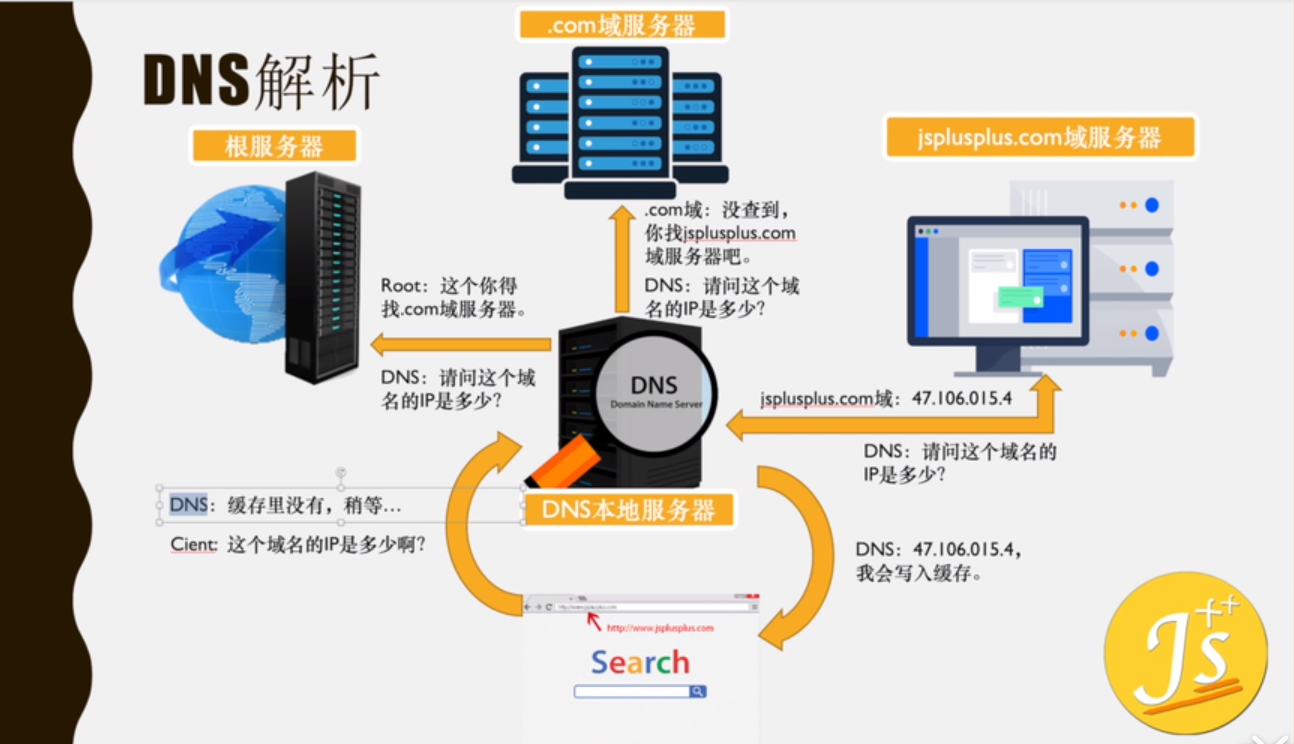 .com域服务器
DNS解析
根服务器
jsplusplus.com域服务器
.com域：没查到，
你找jsplusplus.com
域服务器吧。
DNS：请问这个域
名的IP是多少？
Root：这个你得
找.com域服务器。
DNS：请问这个域
名的IP是多少？
DNS
Domain Name Server
jsplusplus.com域：47.106.015.4
DNS：请问这个域名的
IP是多少？
DNS：缓存里没有，稍等…
DNS本地服务器
Cient: 这个域名的IP是多少啊？
DNS：47.106.015.4，
我会写入缓存。
http://www.jsplusplus.com
http://www.jsplusplus.com
Search
Js++